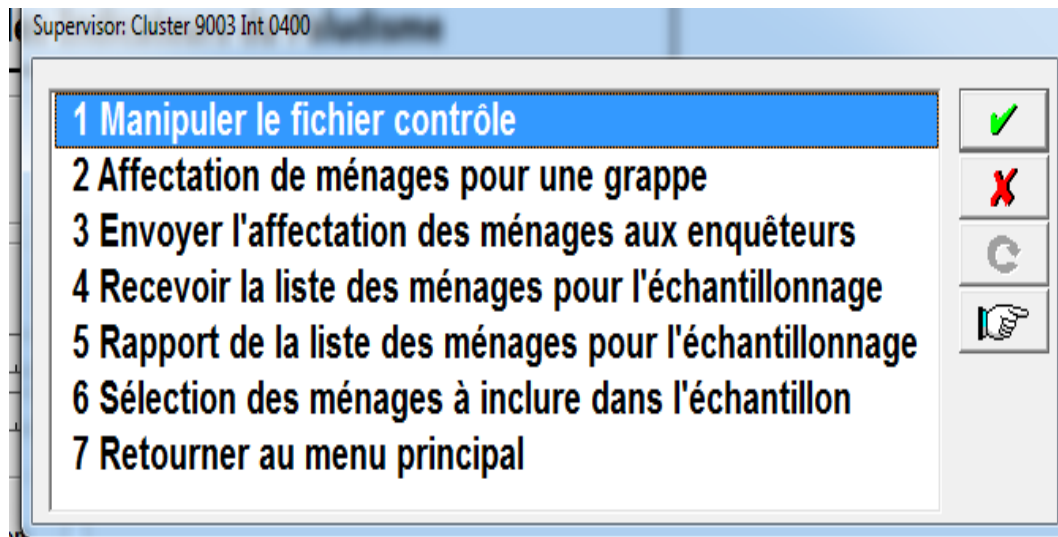 Supervisor: Cluster 9003 Int 0400
1 Manipuler le fichier contrôle
2 Affectation de ménages pour une grappe
3 Envoyer l'affectation des ménages aux enquêteurs
4 Recevoir la liste des ménages pour l'échantillonnage
5 Rapport de la liste des ménages pour l'échantillonnage
6 Sélection des ménages à inclure dans l'échantillon
7 Retourner au menu principal